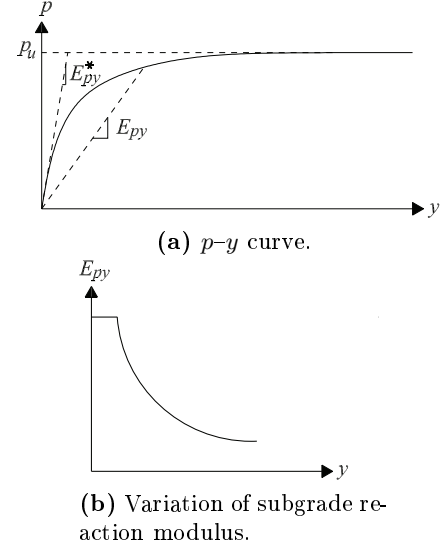 p
p_u
E*_py
E_py
y
(a) p–y curve.
E_py
y
(b) Variation of subgrade re-
action modulus.